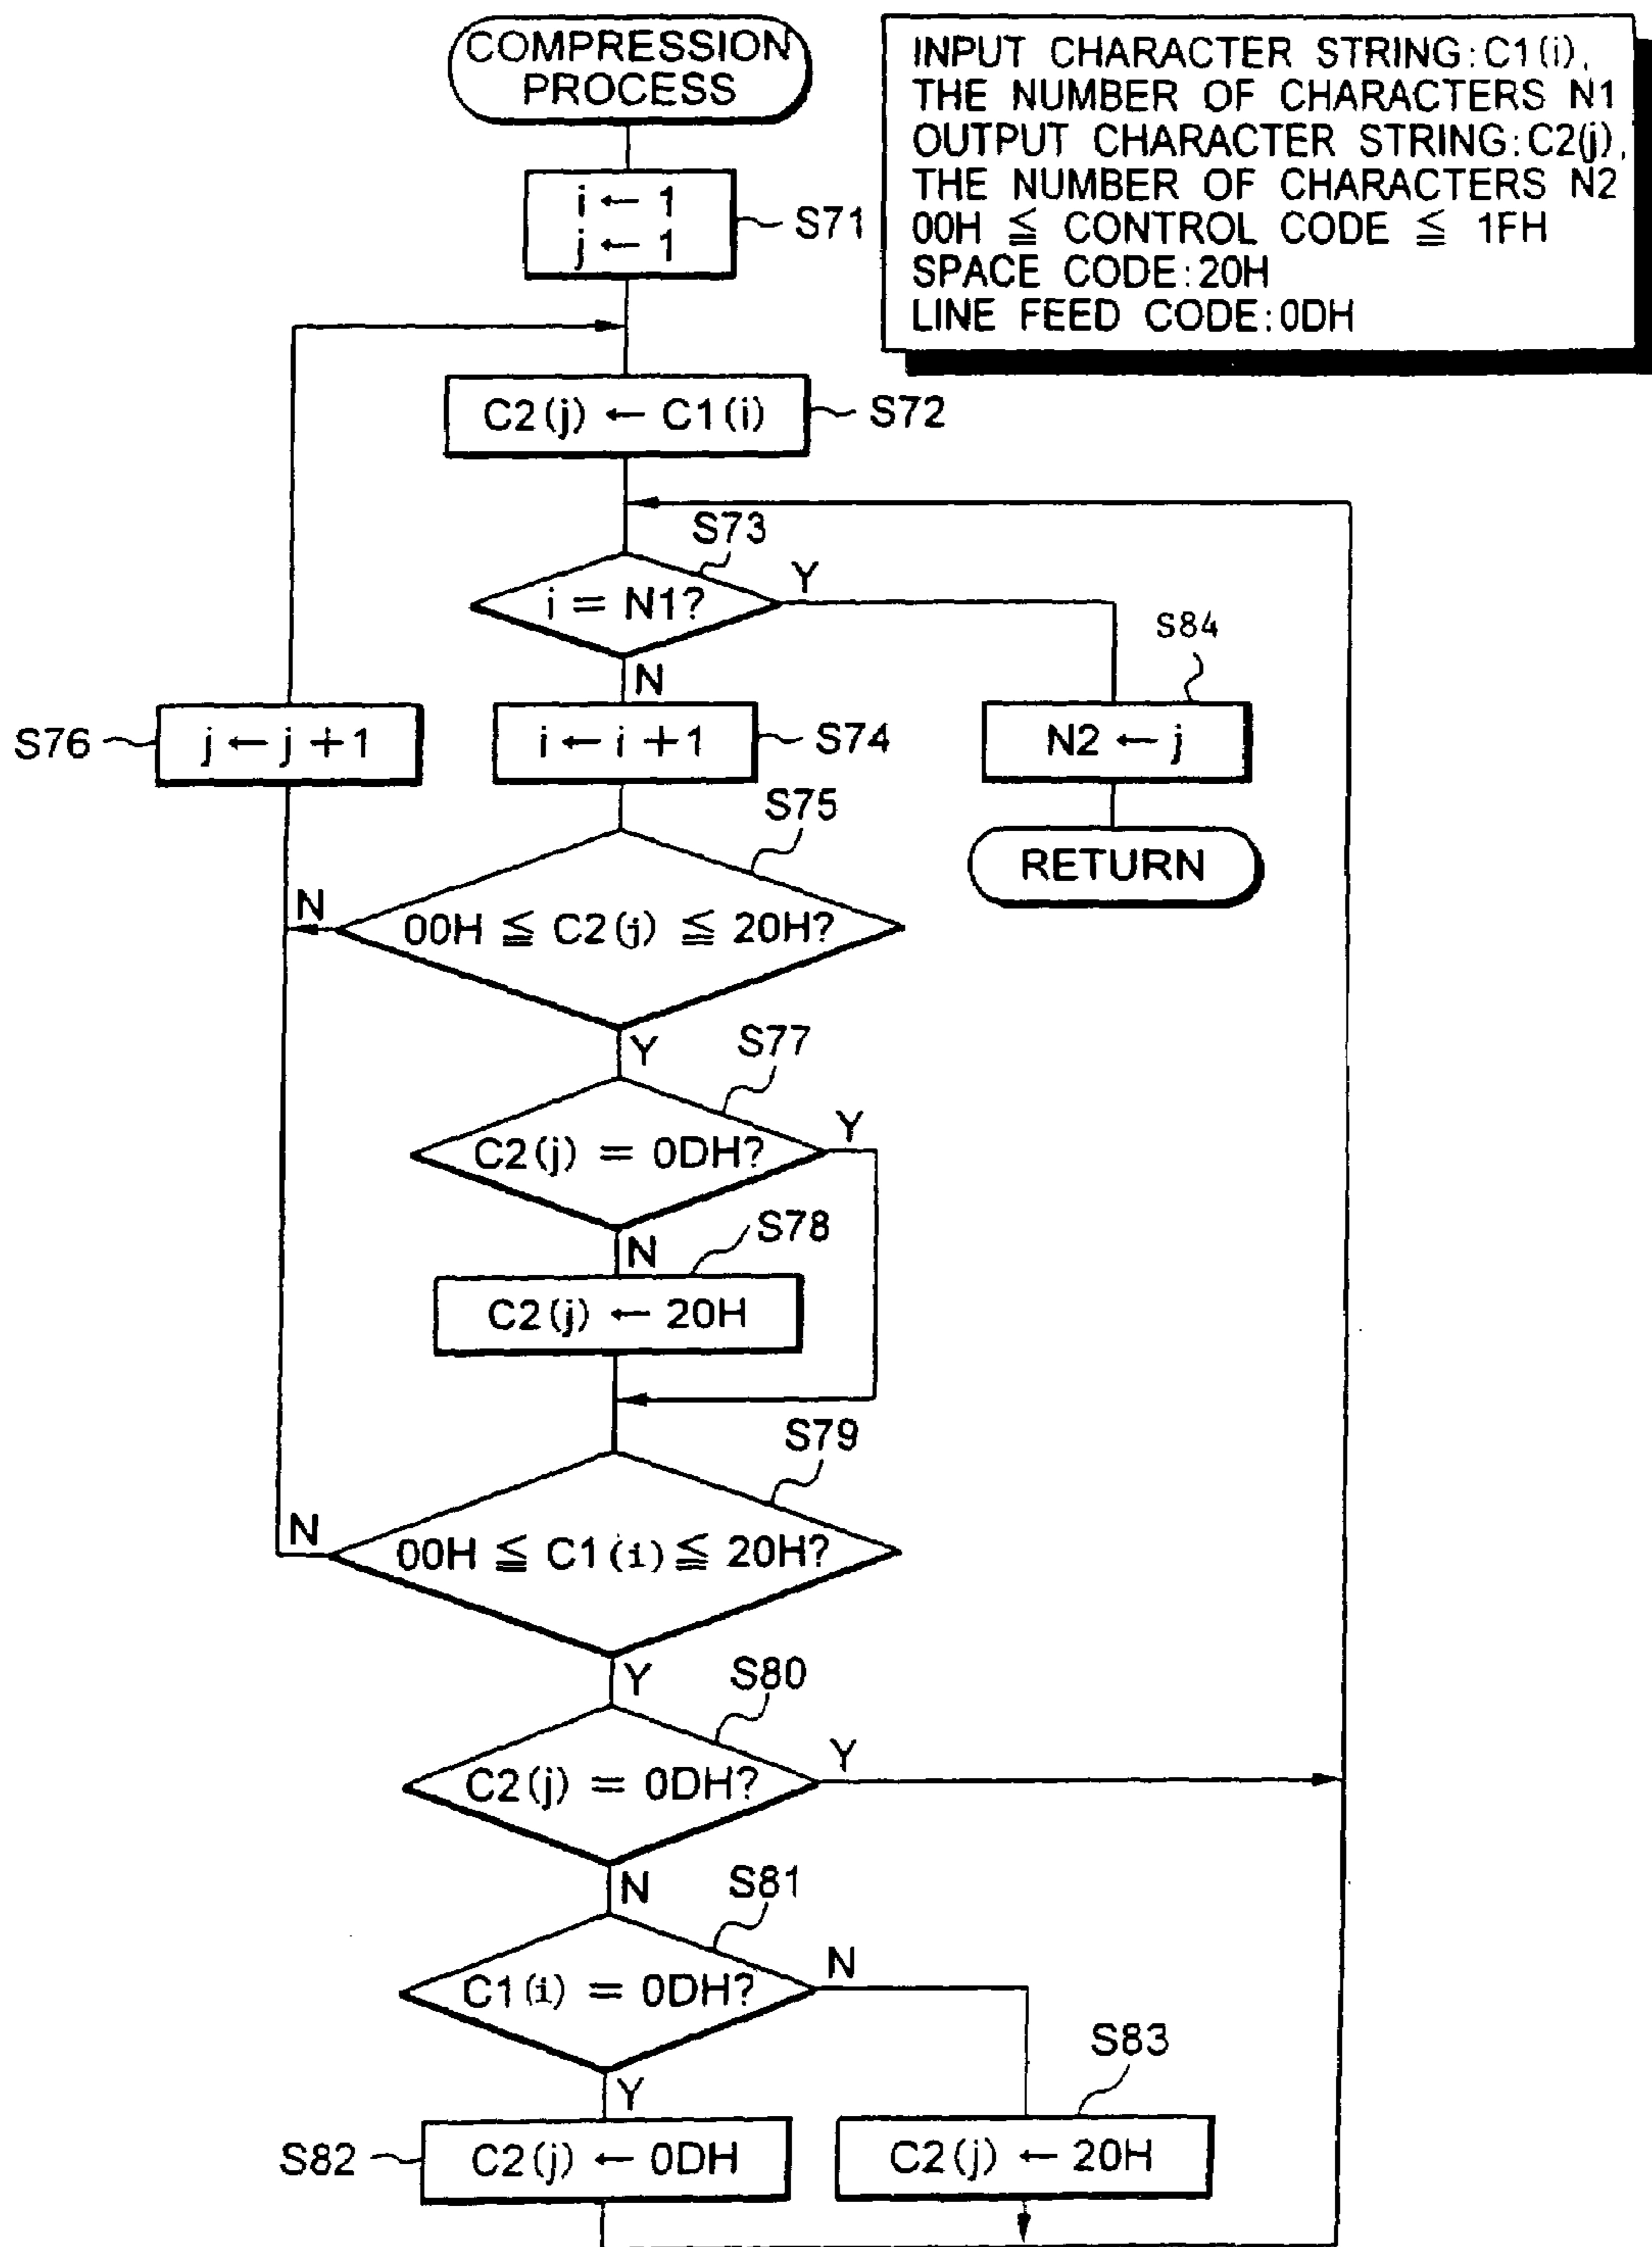 COMPRESSION
PROCESS
INPUT CHARACTER STRING:C1(i),
THE NUMBER OF CHARACTERS N1
OUTPUT CHARACTER STRING:C2(j),
THE NUMBER OF CHARACTERS N2
00H ≦ CONTROL CODE ≦ 1FH
SPACE CODE:20H
LINE FEED CODE:0DH
i ← 1
j ← 1
S71
C2(j) ← C1(i)
S72
S73
i = N1?
Y
N
S84
S76
j ← j +1
i ← i +1
S74
N2 ← j
S75
RETURN
00H ≦ C2(j) ≦ 20H?
N
Y
S77
C2(j) = 0DH?
Y
N
S78
C2(j) ← 20H
S79
00H ≦ C1(i) ≦ 20H?
N
Y
S80
C2(j) = 0DH?
Y
N
S81
C1(i) = 0DH?
N
Y
S83
S82
C2(j) ← 0DH
C2(j) ← 20H